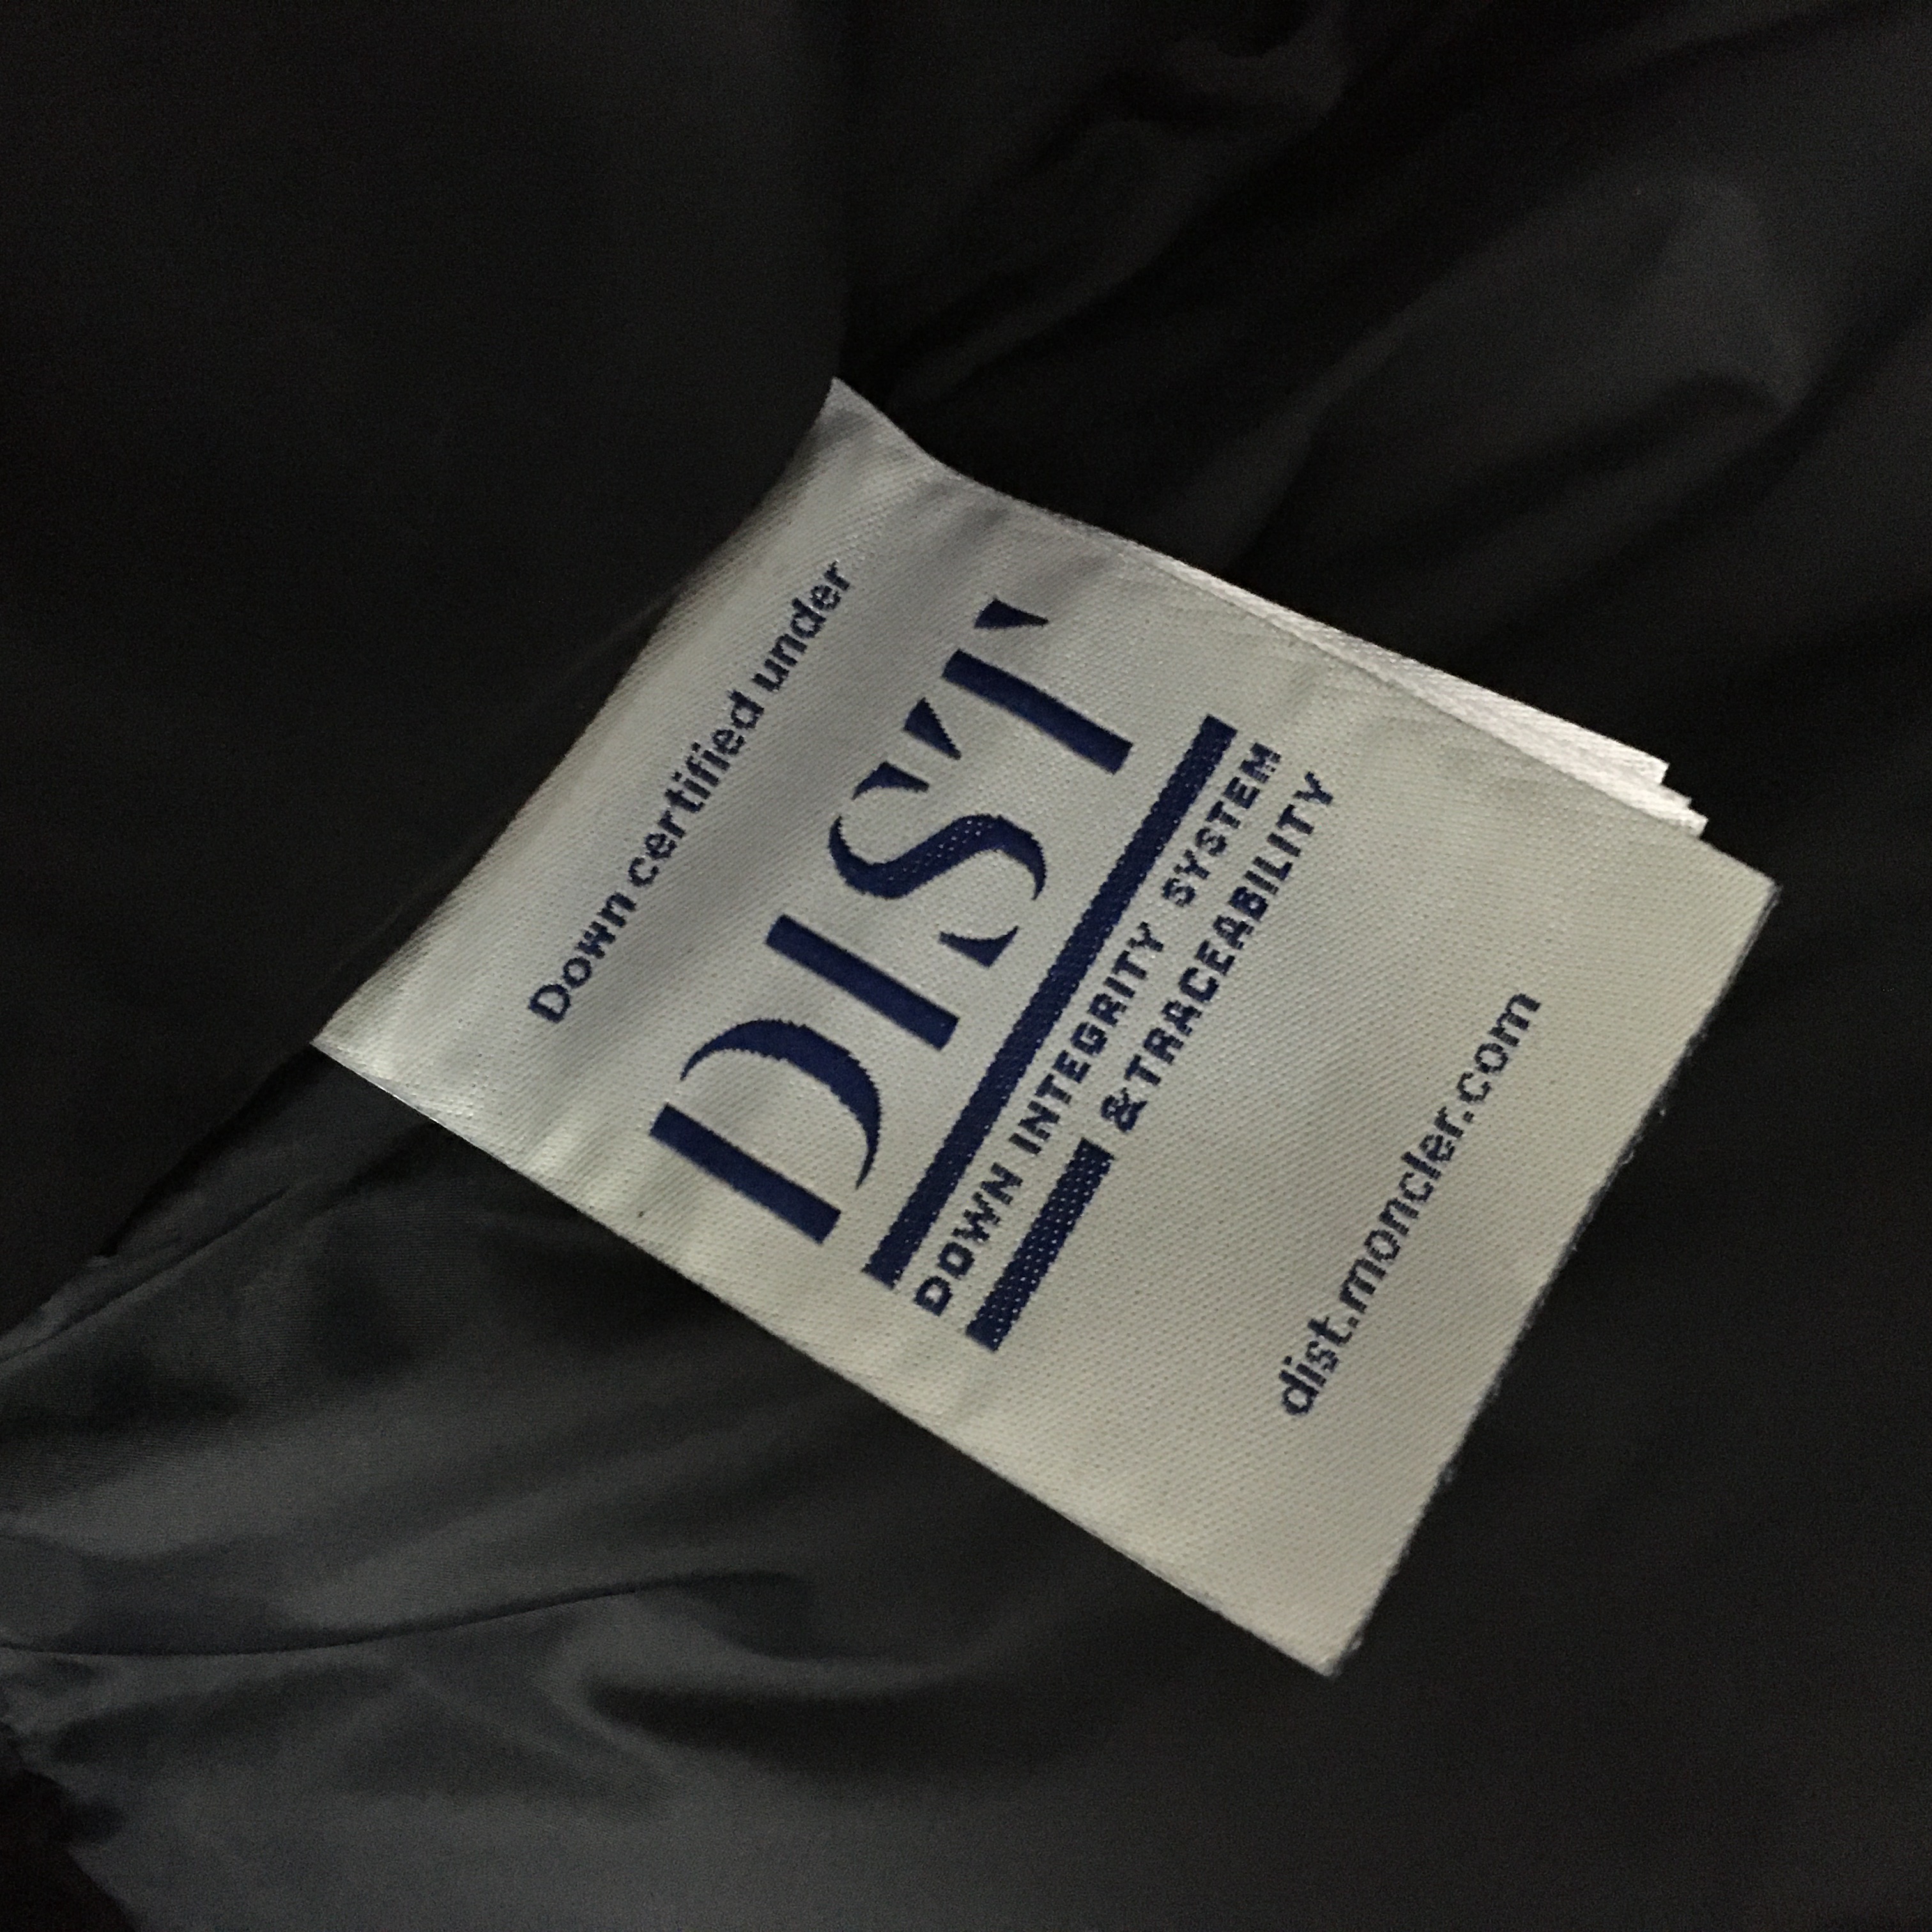 Down certified under
DIST
DOWN INTEGRITY SYSTEM
& TRACEABILITY
dist.moncler.com